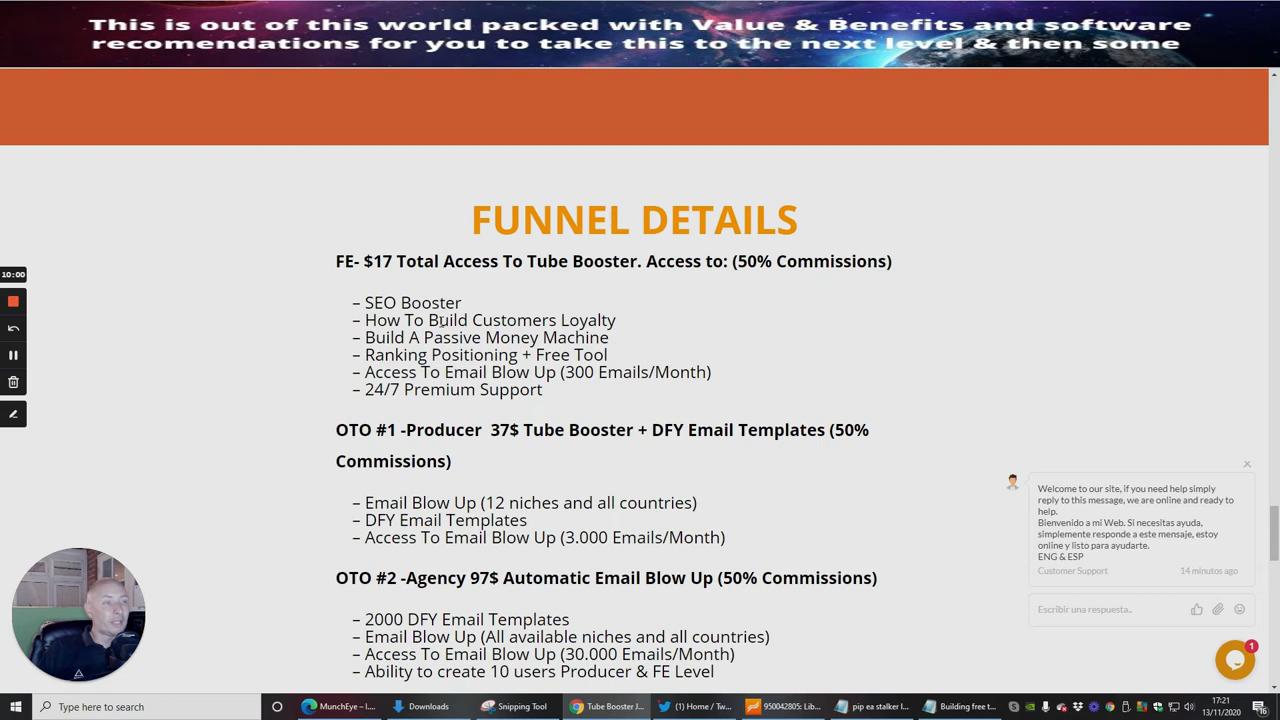 This is out of this world packed with Value & Benefits and software
recomendations for you to take this to the next level & then some
FUNNEL DETAILS
FE- $17 Total Access To Tube Booster. Access to: (50% Commissions)
– SEO Booster
– How To Build Customers Loyalty
– Build A Passive Money Machine
– Ranking Positioning + Free Tool
– Access To Email Blow Up (300 Emails/Month)
– 24/7 Premium Support
OTO #1 -Producer 37$ Tube Booster + DFY Email Templates (50%
Commissions)
– Email Blow Up (12 niches and all countries)
– DFY Email Templates
– Access To Email Blow Up (3.000 Emails/Month)
OTO #2 -Agency 97$ Automatic Email Blow Up (50% Commissions)
– 2000 DFY Email Templates
– Email Blow Up (All available niches and all countries)
– Access To Email Blow Up (30.000 Emails/Month)
– Ability to create 10 users Producer & FE Level
10:00
Welcome to our site, if you need help simply
reply to this message, we are online and ready to
help.
Bienvenido a mi Web. Si necesitas ayuda,
simplemente responde a este mensaje, estoy
online y listo para ayudarte.
ENG & ESP
Customer Support 14 minutos ago
Escribir una respuesta..
1
Type here to search
MunchEye – l...
Downloads
Snipping Tool
Tube Booster J...
(1) Home / Tw...
950042805: Lib...
pip ea stalker l...
Building free t...
17:21
13/11/2020
16